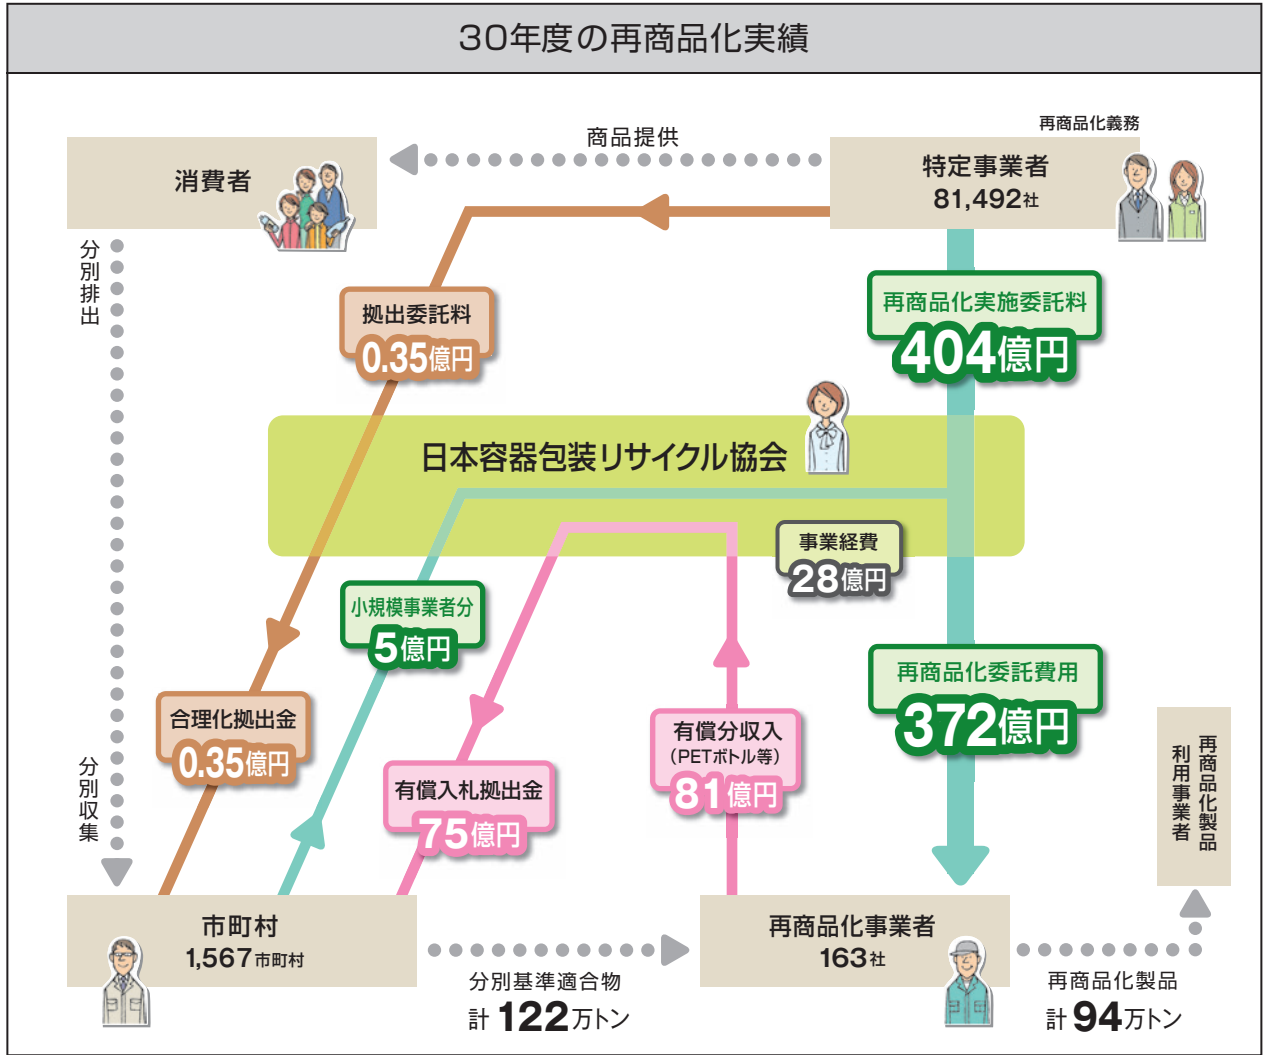 30年度の再商品化実績
再商品化義務
商品提供
消費者
特定事業者
81,492社
分別排出
拠出委託料
0.35億円
再商品化実施委託料
404億円
日本容器包装リサイクル協会
事業経費
28億円
小規模事業者分
5億円
再商品化委託費用
372億円
合理化拠出金
0.35億円
有償分収入
(PETボトル等)
81億円
有償入札拠出金
75億円
分別収集
再商品化製品
利用事業者
市町村
1,567市町村
再商品化事業者
163社
分別基準適合物
計122万トン
再商品化製品
計94万トン